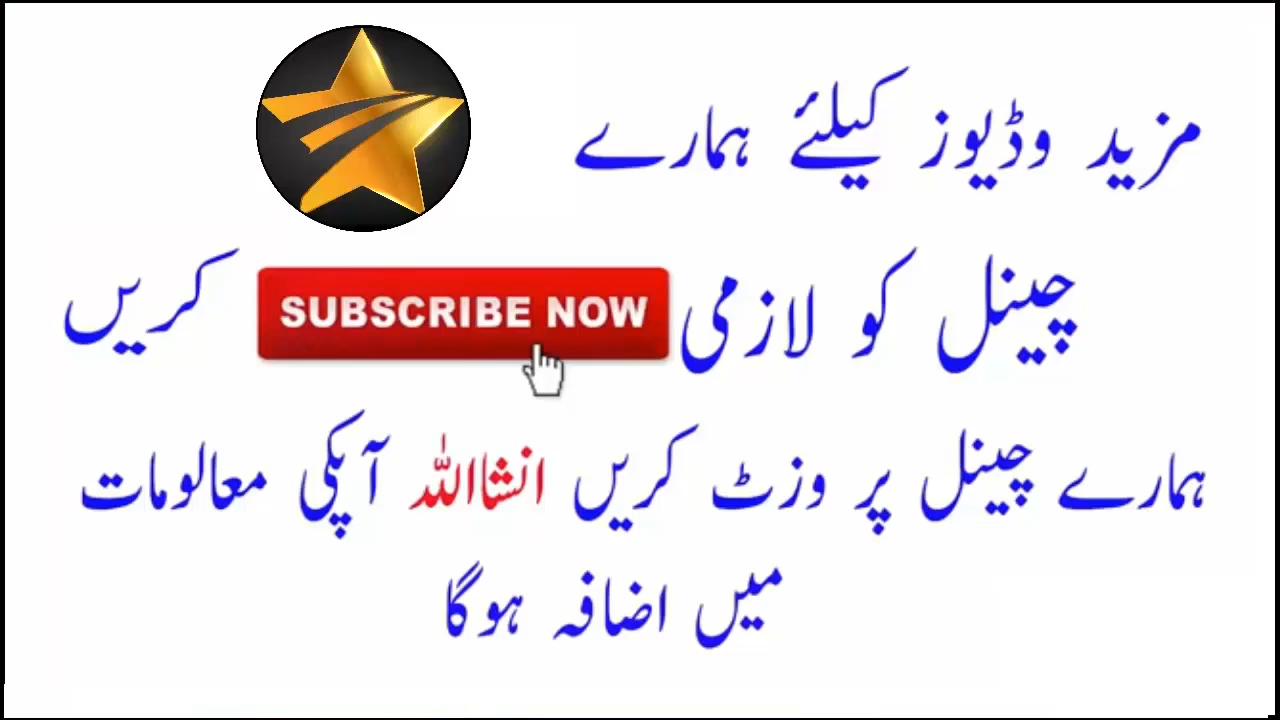 مزید وڈیوز کیلئے ہمارے
چینل کو لازمی SUBSCRIBE NOW کریں
ہمارے چینل پر وزٹ کریں انشااللہ آپکی معالومات
میں اضافہ ہوگا